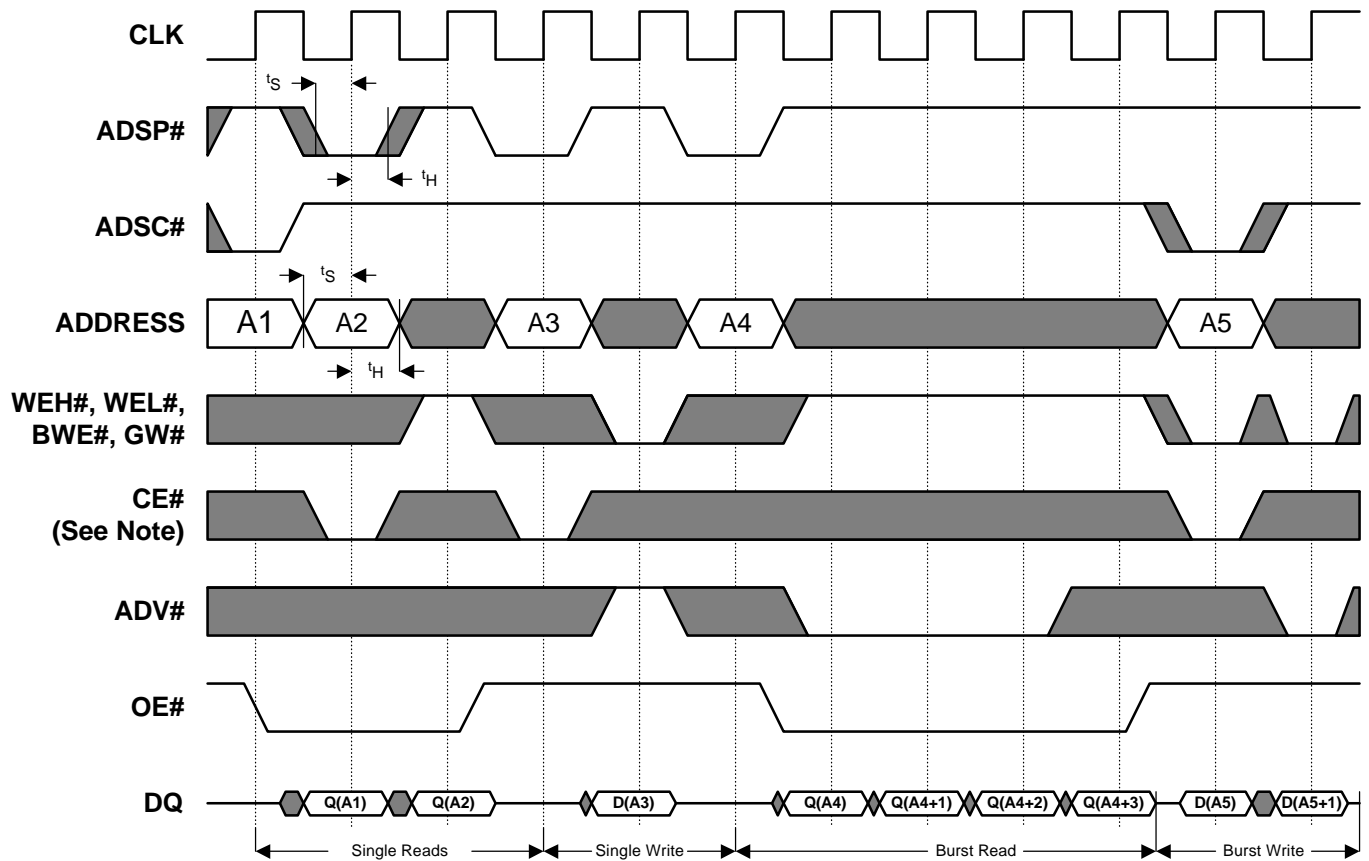 CLK
tS
ADSP#
tH
ADSC#
tS
ADDRESS A1 A2 A3 A4 A5
tH
WEH#, WEL#,
BWE#, GW#
CE#
(See Note)
ADV#
OE#
DQ Q(A1) Q(A2) D(A3) Q(A4) Q(A4+1) Q(A4+2) Q(A4+3) D(A5) D(A5+1)
Single Reads Single Write Burst Read Burst Write